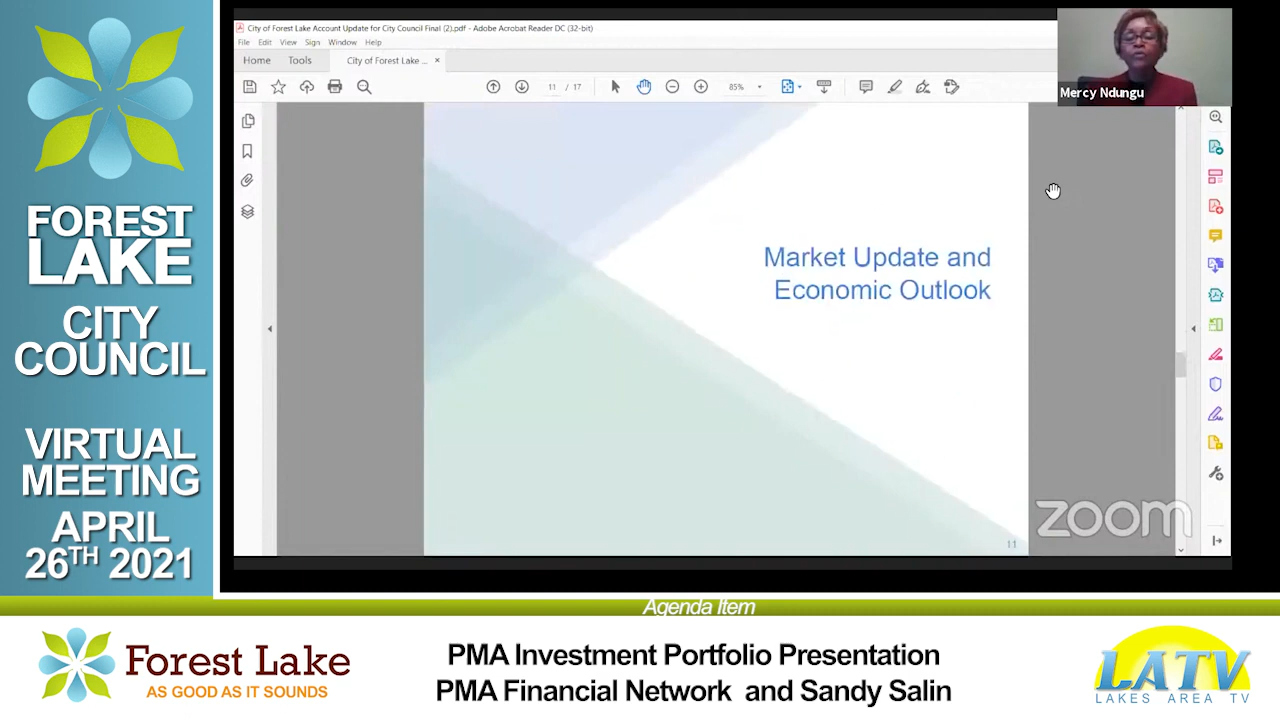 FOREST
LAKE
CITY
COUNCIL
VIRTUAL
MEETING
APRIL
26TH 2021
City of Forest Lake Account Update for City Council Final (2).pdf - Adobe Acrobat Reader DC (32-bit)
File Edit View Sign Window Help
Home Tools City of Forest Lake ... ×
11 / 17 85%
Mercy Ndungu
Market Update and
Economic Outlook
11
zoom
Agenda Item
Forest Lake
AS GOOD AS IT SOUNDS
PMA Investment Portfolio Presentation
PMA Financial Network and Sandy Salin
LATV
LAKES AREA TV